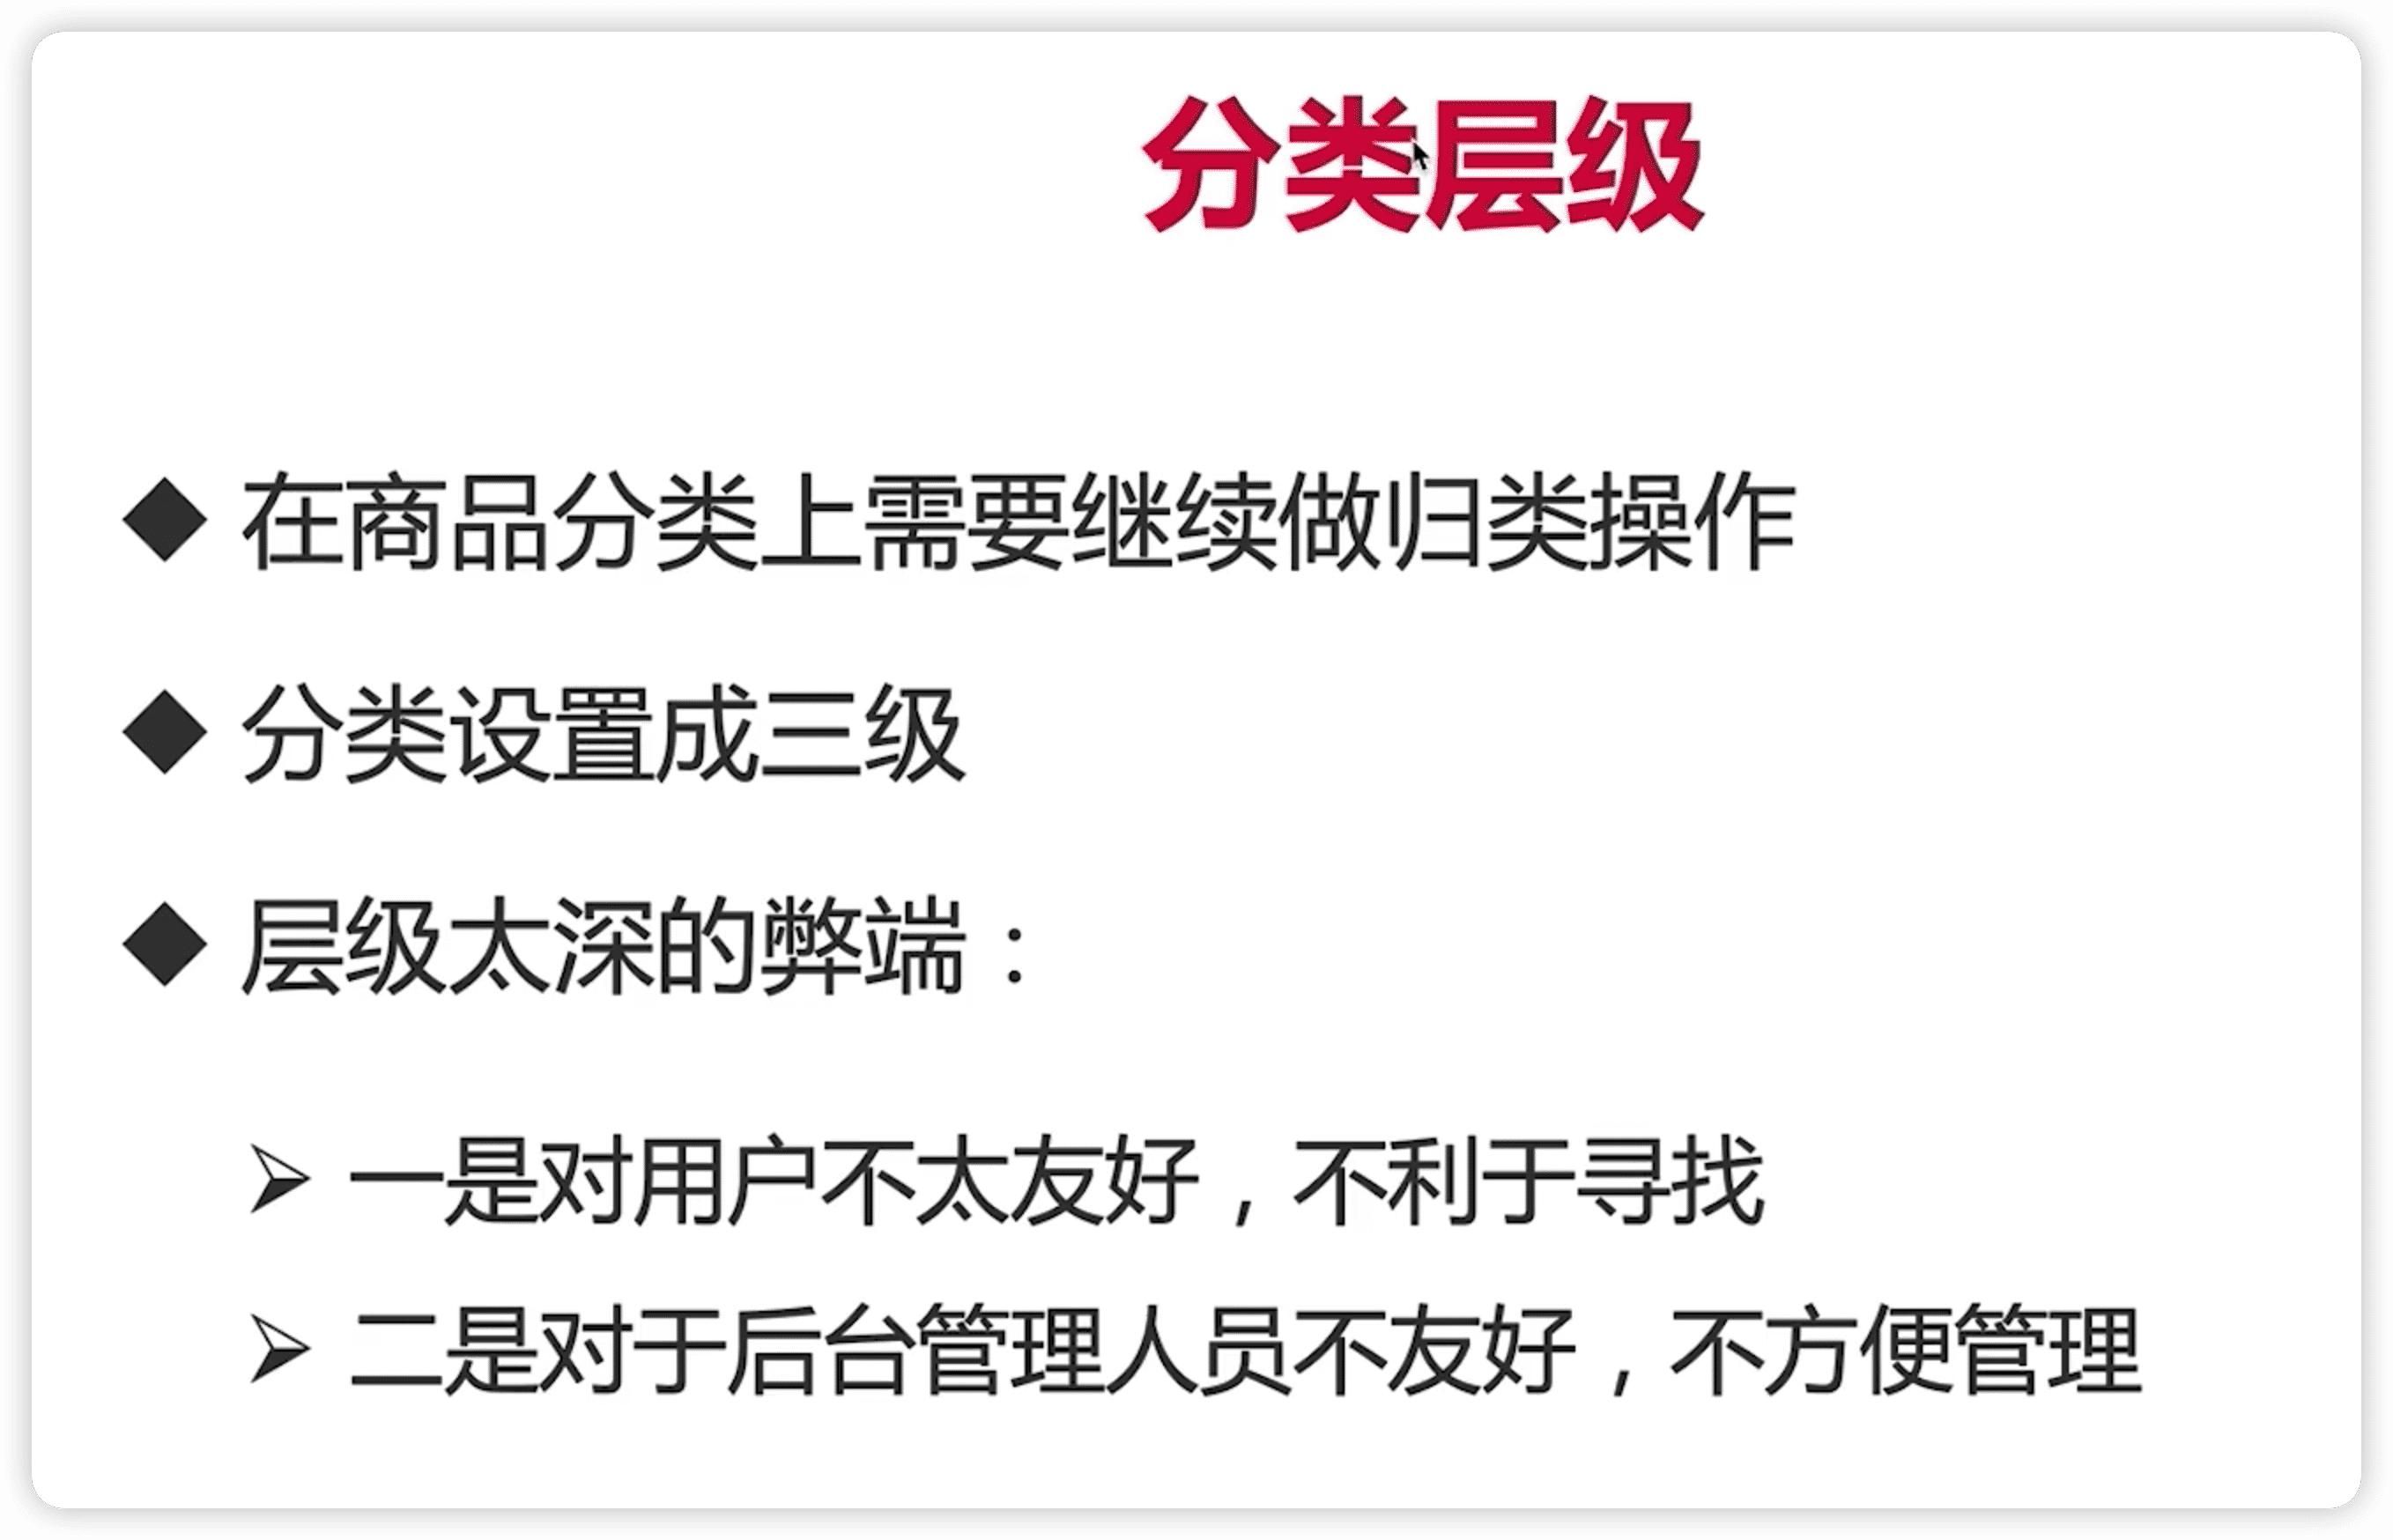 分类层级
◆ 在商品分类上需要继续做归类操作
◆ 分类设置成三级
◆ 层级太深的弊端：
➢ 一是对用户不太友好，不利于寻找
➢ 二是对于后台管理人员不友好，不方便管理